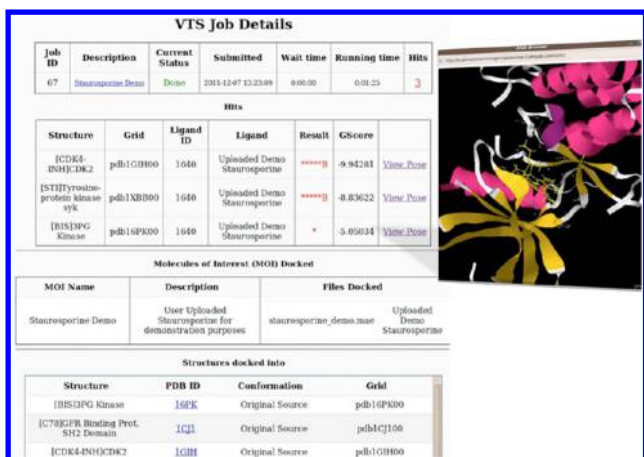 VTS Job Details
Job ID Description Current Status Submitted Wait time Running time Hits
67 Staurosporine Demo Done 2011-12-07 13:23:09 0:00:00 0:01:25 3
Hits
Structure Grid Ligand ID Ligand Result GScore
[CDK4-INH]CDK2 pdb1GIH00 1640 Uploaded Demo Staurosporine *****B -9.94281 View Pose
[STI]Tyrosine-protein kinase syk pdb1XBB00 1640 Uploaded Demo Staurosporine *****B -8.83622 View Pose
[BIS]3PG Kinase pdb16PK00 1640 Uploaded Demo Staurosporine * -5.05034 View Pose
Molecules of Interest (MOI) Docked
MOI Name Description Files Docked
Staurosporine Demo User Uploaded Staurosporine for demonstration purposes staurosporine_demo.mae Uploaded Demo Staurosporine
Structures docked into
Structure PDB ID Conformation Grid
[BIS]3PG Kinase 16PK Original Source pdb16PK00
[C78]GFR Binding Prot. SH2 Domain 1CJ1 Original Source pdb1CJ100
[CDK4-INH]CDK2 1GIH Original Source pdb1GIH00